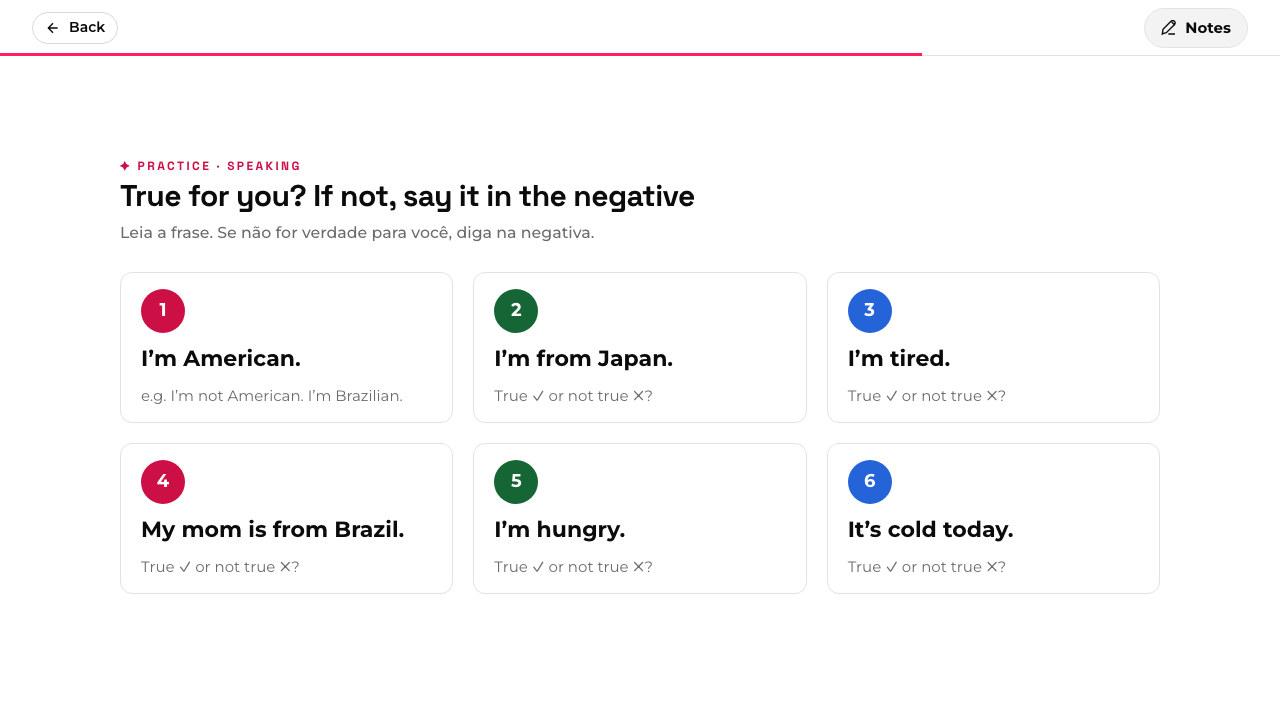 Back
Notes
PRACTICE · SPEAKING
True for you? If not, say it in the negative
Leia a frase. Se não for verdade para você, diga na negativa.
1
I’m American.
e.g. I’m not American. I’m Brazilian.
2
I’m from Japan.
True ✓ or not true ✕?
3
I’m tired.
True ✓ or not true ✕?
4
My mom is from Brazil.
True ✓ or not true ✕?
5
I’m hungry.
True ✓ or not true ✕?
6
It’s cold today.
True ✓ or not true ✕?